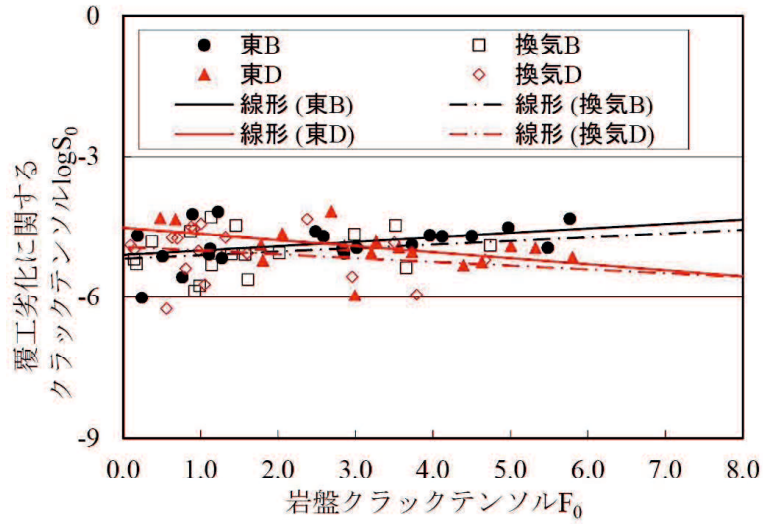 0
-3
-6
-9
東B
換気B
東D
換気D
線形 (東B)
線形 (換気B)
線形 (東D)
線形 (換気D)
覆工劣化に関する
クラックテンソルlogS₀
0.0 1.0 2.0 3.0 4.0 5.0 6.0 7.0 8.0
岩盤クラックテンソルF₀